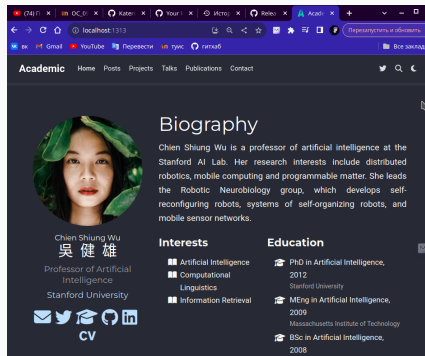 (74) П
OC_0
Kater
Your
Истор
Relea
Acade
localhost:1313
Перезапустить и обновить
вк
Gmail
YouTube
Перевести
туис
гитхаб
Все заклад
Academic
Home
Posts
Projects
Talks
Publications
Contact
Biography
Chien Shiung Wu is a professor of artificial intelligence at the
Stanford AI Lab. Her research interests include distributed
robotics, mobile computing and programmable matter. She leads
the Robotic Neurobiology group, which develops self-
reconfiguring robots, systems of self-organizing robots, and
mobile sensor networks.
Chien Shiung Wu
吳健雄
Professor of Artificial
Intelligence
Stanford University
CV
Interests
Artificial Intelligence
Computational
Linguistics
Information Retrieval
Education
PhD in Artificial Intelligence,
2012
Stanford University
MEng in Artificial Intelligence,
2009
Massachusetts Institute of Technology
BSc in Artificial Intelligence,
2008